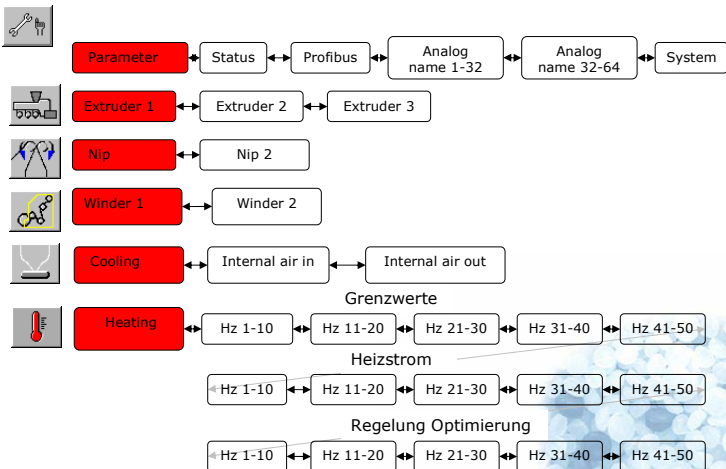 Parameter Status Profibus Analog name 1-32 Analog name 32-64 System
Extruder 1 Extruder 2 Extruder 3
Nip Nip 2
Winder 1 Winder 2
Cooling Internal air in Internal air out
Grenzwerte
Heating Hz 1-10 Hz 11-20 Hz 21-30 Hz 31-40 Hz 41-50
Heizstrom
Hz 1-10 Hz 11-20 Hz 21-30 Hz 31-40 Hz 41-50
Regelung Optimierung
Hz 1-10 Hz 11-20 Hz 21-30 Hz 31-40 Hz 41-50